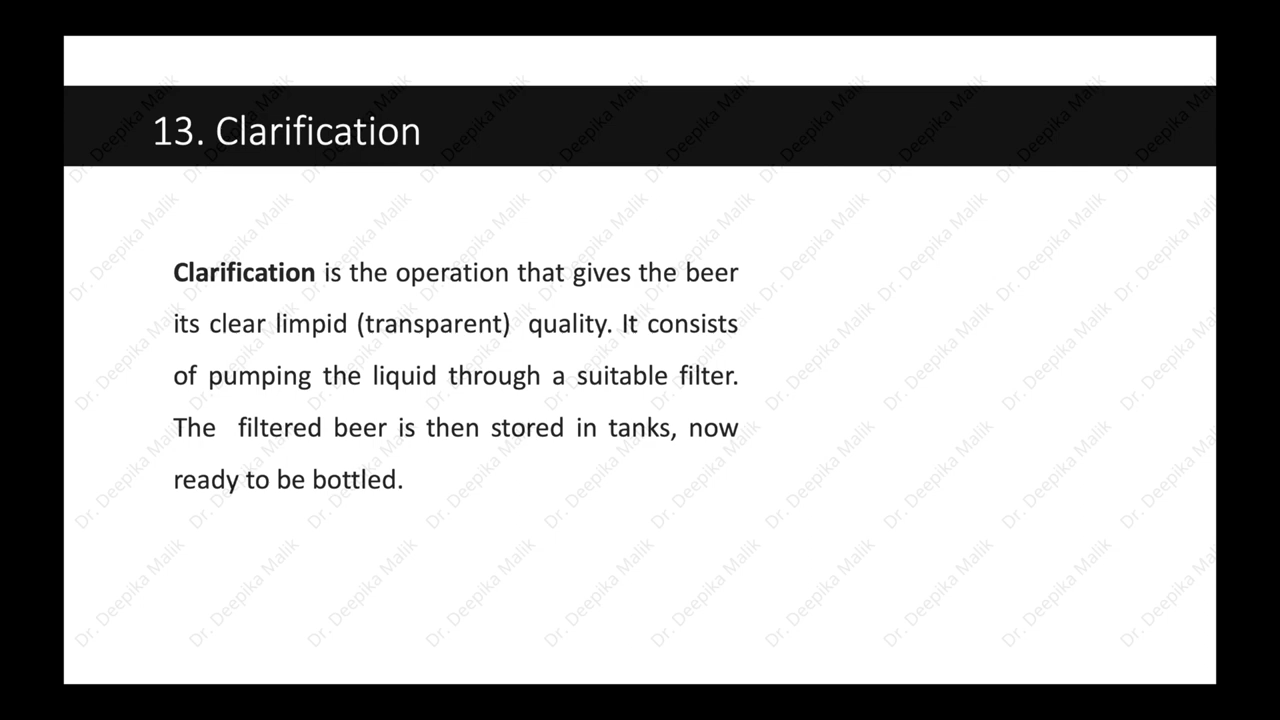 13. Clarification
Clarification is the operation that gives the beer
its clear limpid (transparent) quality. It consists
of pumping the liquid through a suitable filter.
The filtered beer is then stored in tanks, now
ready to be bottled.
Dr. Deepika Malik